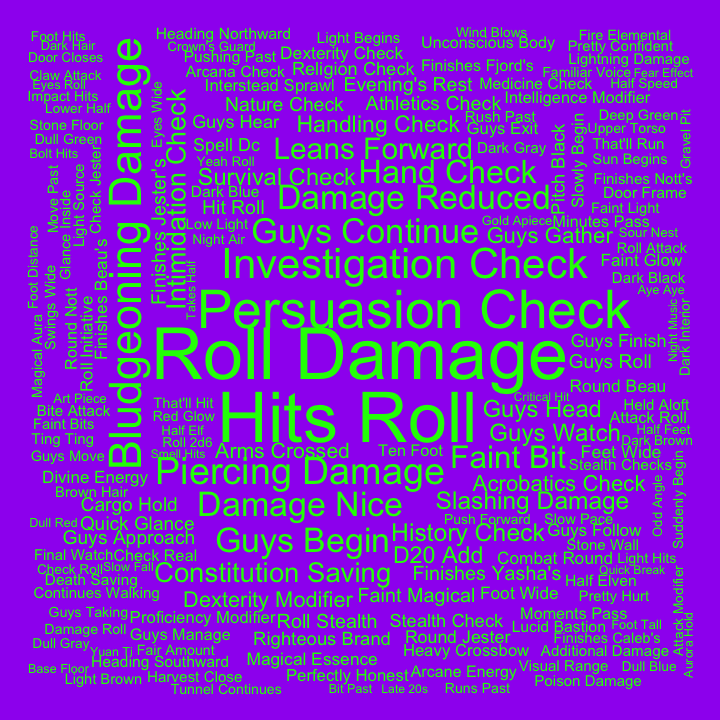 Foot Hits
Heading Northward
Light Begins
Wind Blows
Fire Elemental
Dark Hair
Crown's Guard
Unconscious Body
Pretty Confident
Door Closes
Pushing Past
Dexterity Check
Lightning Damage
Claw Attack
Arcana Check
Religion Check
Finishes Fjord's
Familiar Voice
Fear Effect
Eyes Roll
Interstead Sprawl
Evening's Rest
Medicine Check
Half Speed
Impact Hits
Lower Half
Nature Check
Athletics Check
Intelligence Modifier
Stone Floor
Guys Hear
Handling Check
Rush Past
Guys Exit
Deep Green
Upper Torso
Dull Green
Spell Dc
Leans Forward
Dark Gray
That'll Run
Bolt Hits
Yeah Roll
Sun Begins
Survival Check
Hand Check
Finishes Nott's
Dark Blue
Damage Reduced
Door Frame
Hit Roll
Faint Light
Low Light
Guys Continue
Gold Apiece
Minutes Pass
Night Air
Guys Gather
Sour Nest
Roll Attack
Investigation Check
Faint Glow
Dark Black
Aye Aye
Persuasion Check
Roll Damage
Guys Finish
Guys Roll
Round Beau
Hits Roll
Critical Hit
Art Piece
That'll Hit
Bite Attack
Red Glow
Guys Head
Held Aloft
Attack Roll
Faint Bits
Half Elf
Guys Watch
Half Feet
Ting Ting
Roll 2d6
Dark Brown
Guys Move
Smell Hits
Arms Crossed
Ten Foot
Faint Bit
Feet Wide
Stealth Checks
Divine Energy
Piercing Damage
Acrobatics Check
Brown Hair
Cargo Hold
Damage Nice
Slashing Damage
Dull Red
Quick Glance
Push Forward
Slow Pace
Guys Approach
Guys Begin
History Check
Guys Follow
Stone Wall
Final Watch
Check Real
D20 Add
Combat Round
Light Hits
Check Roll
Slow Fall
Constitution Saving
Finishes Yasha's
Quick Break
Death Saving
Half Elven
Continues Walking
Dexterity Modifier
Faint Magical
Foot Wide
Pretty Hurt
Guys Taking
Proficiency Modifier
Roll Stealth
Stealth Check
Moments Pass
Damage Roll
Guys Manage
Righteous Brand
Round Jester
Lucid Bastion
Foot Tall
Finishes Caleb's
Dull Gray
Yuan Ti
Fair Amount
Heavy Crossbow
Additional Damage
Base Floor
Heading Southward
Magical Essence
Visual Range
Dull Blue
Light Brown
Harvest Close
Perfectly Honest
Arcane Energy
Poison Damage
Tunnel Continues
Bit Past
Late 20s
Runs Past
Bludgeoning Damage
Eyes Wide
Intimidation Check
Finishes Jester's
Takes Half
Move Past
Light Source
Check Jester
Glance Inside
Foot Distance
Swings Wide
Finishes Beau's
Magical Aura
Round Nott
Roll Initiative
Pitch Black
Slowly Begin
Gravel Pit
Night Music
Dark Interior
Odd Angle
Suddenly Begin
Attack Modifier
Aurora Hold